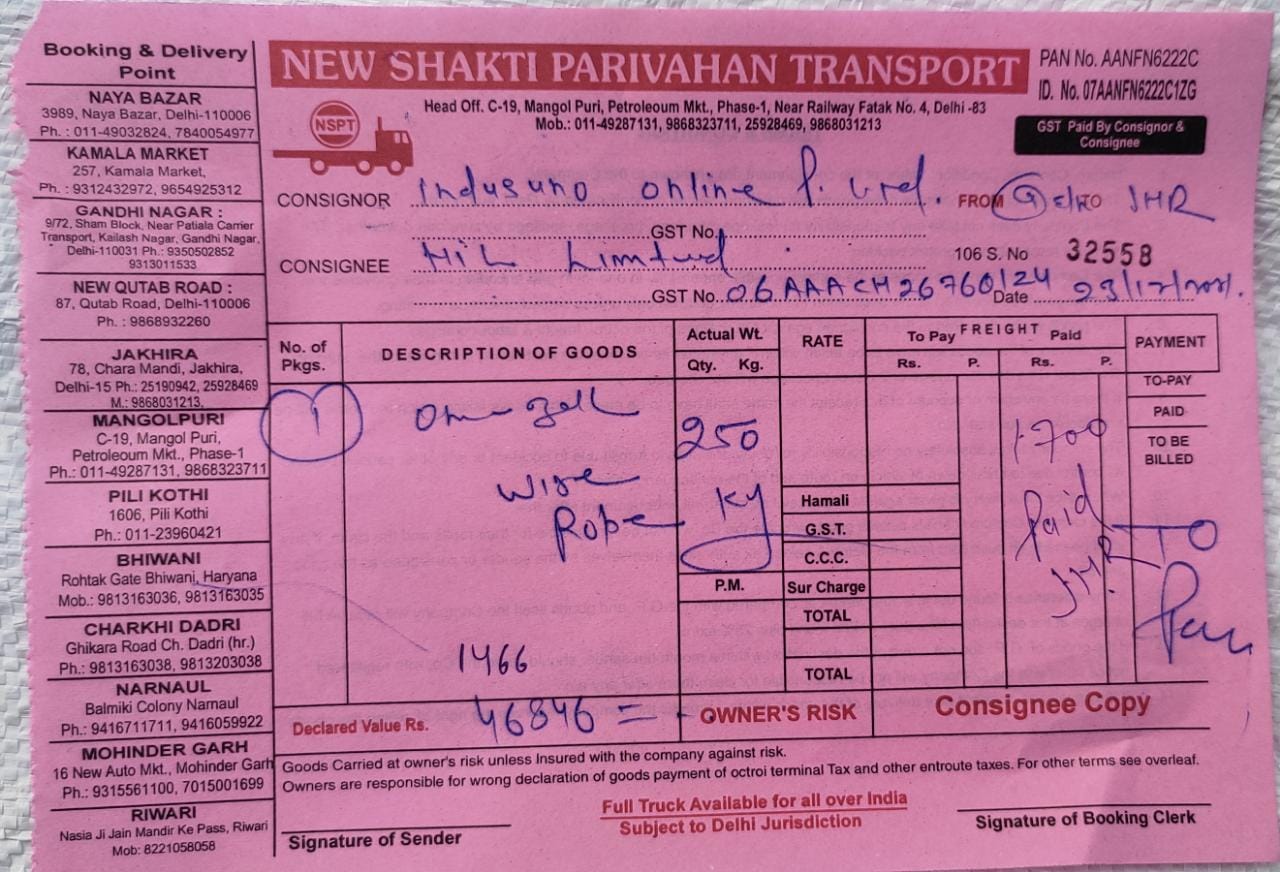 Booking & Delivery
Point
NAYA BAZAR
3989, Naya Bazar, Delhi-110006
Ph. : 011-49032824, 7840054977
KAMALA MARKET
257, Kamala Market,
Ph. : 9312432972, 9654925312
GANDHI NAGAR :
9/72, Sham Block, Near Patiala Carrier
Transport, Kailash Nagar, Gandhi Nagar,
Delhi-110031 Ph. :9350502852
9313011533
NEW QUTAB ROAD :
87, Qutab Road, Delhi-110006
Ph. : 9868932260
JAKHIRA
78, Chara Mandi, Jakhira,
Delhi-15 Ph.: 25190942, 25928469
M.: 9868031213,
MANGOLPURI
C-19, Mangol Puri,
Petroleum Mkt., Phase-1
Ph.: 011-49287131, 9868323711
PILI KOTHI
1606, Pili Kothi
Ph.: 011-23960421
BHIWANI
Rohtak Gate Bhiwani, Haryana
Mob.: 9813163036, 9813163035
CHARKHI DADRI
Ghikara Road Ch. Dadri (hr.)
Ph.: 9813163038, 9813203038
NARNAUL
Balmiki Colony Narnaul
Ph.: 9416711711, 9416059922
MOHINDER GARH
16 New Auto Mkt., Mohinder Garh
Ph.: 9315561100, 7015001699
RIWARI
Nasia Ji Jain Mandir Ke Pass, Riwari
Mob: 8221058058
NEW SHAKTI PARIVAHAN TRANSPORT
PAN No. AANFN6222C
ID. No. 07AANFN6222C1ZG
NSPT
Head Off. C-19, Mangol Puri, Petroleoum Mkt., Phase-1, Near Railway Fatak No. 4, Delhi -83
Mob.: 011-49287131, 9868323711, 25928469, 9868031213
GST Paid By Consignor &
Consignee
CONSIGNOR Indusuno online P. FROM TO JHR
GST No.
CONSIGNEE HiL 106 S. No 32558
GST No. Date
No. of
Pkgs.
DESCRIPTION OF GOODS
Actual Wt.
Qty. Kg.
RATE
FREIGHT
To Pay Paid
Rs. P. Rs. P.
PAYMENT
TO-PAY
PAID
TO BE
BILLED
1
250
Kg
wire
Rope
1700
Paid
JHR
TO
Hamali
G.S.T.
C.C.C.
P.M.
Sur Charge
TOTAL
TOTAL
1466
Declared Value Rs. 46846 =
OWNER'S RISK
Consignee Copy
Goods Carried at owner's risk unless Insured with the company against risk.
Owners are responsible for wrong declaration of goods payment of octroi terminal Tax and other entroute taxes. For other terms see overleaf.
Full Truck Available for all over India
Subject to Delhi Jurisdiction
Signature of Sender
Signature of Booking Clerk